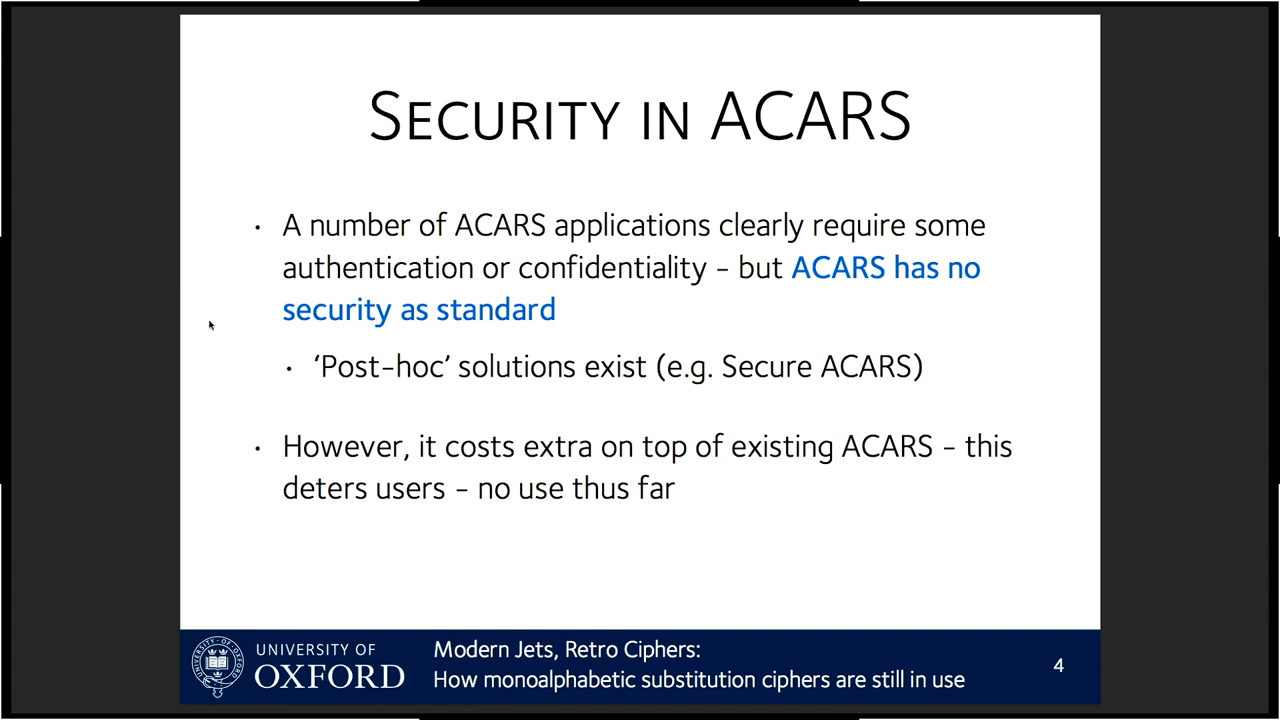 SECURITY IN ACARS
· A number of ACARS applications clearly require some
authentication or confidentiality – but ACARS has no
security as standard
· ‘Post-hoc’ solutions exist (e.g. Secure ACARS)
· However, it costs extra on top of existing ACARS – this
deters users – no use thus far
UNIVERSITY OF
OXFORD
Modern Jets, Retro Ciphers:
How monoalphabetic substitution ciphers are still in use
4